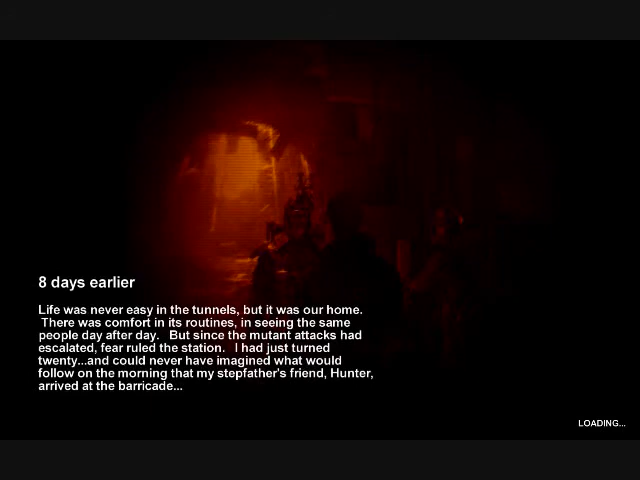 8 days earlier
Life was never easy in the tunnels, but it was our home.
There was comfort in its routines, in seeing the same
people day after day.   But since the mutant attacks had
escalated, fear ruled the station.   I had just turned
twenty...and could never have imagined what would
follow on the morning that my stepfather's friend, Hunter,
arrived at the barricade...
LOADING...